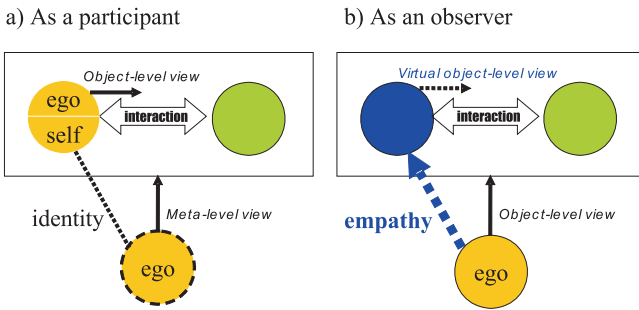 a) As a participant
Object-level view
ego
self
interaction
identity
Meta-level view
ego
b) As an observer
Virtual object-level view
interaction
empathy
Object-level view
ego